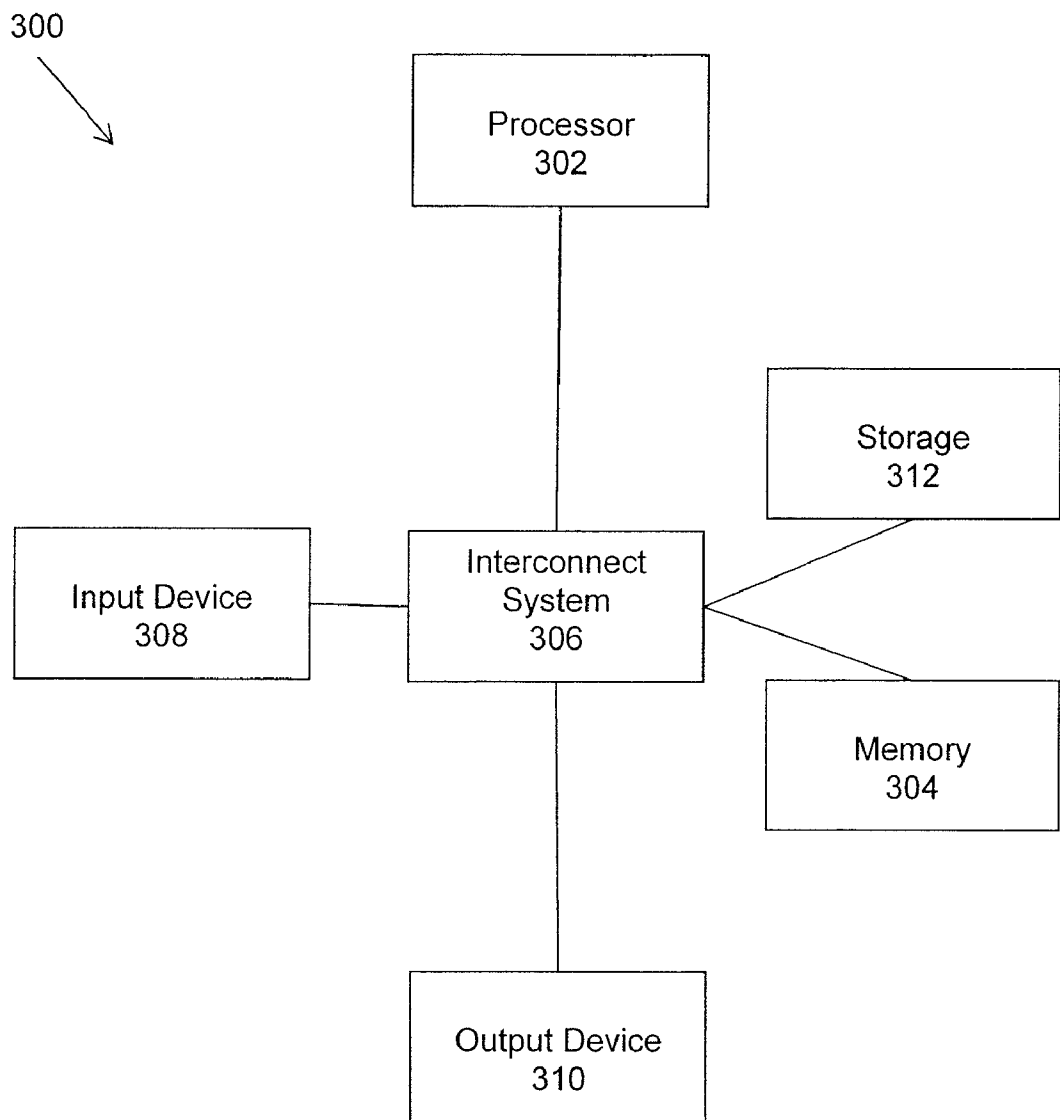 300
Processor
302
Storage
312
Interconnect
System
306
Input Device
308
Memory
304
Output Device
310